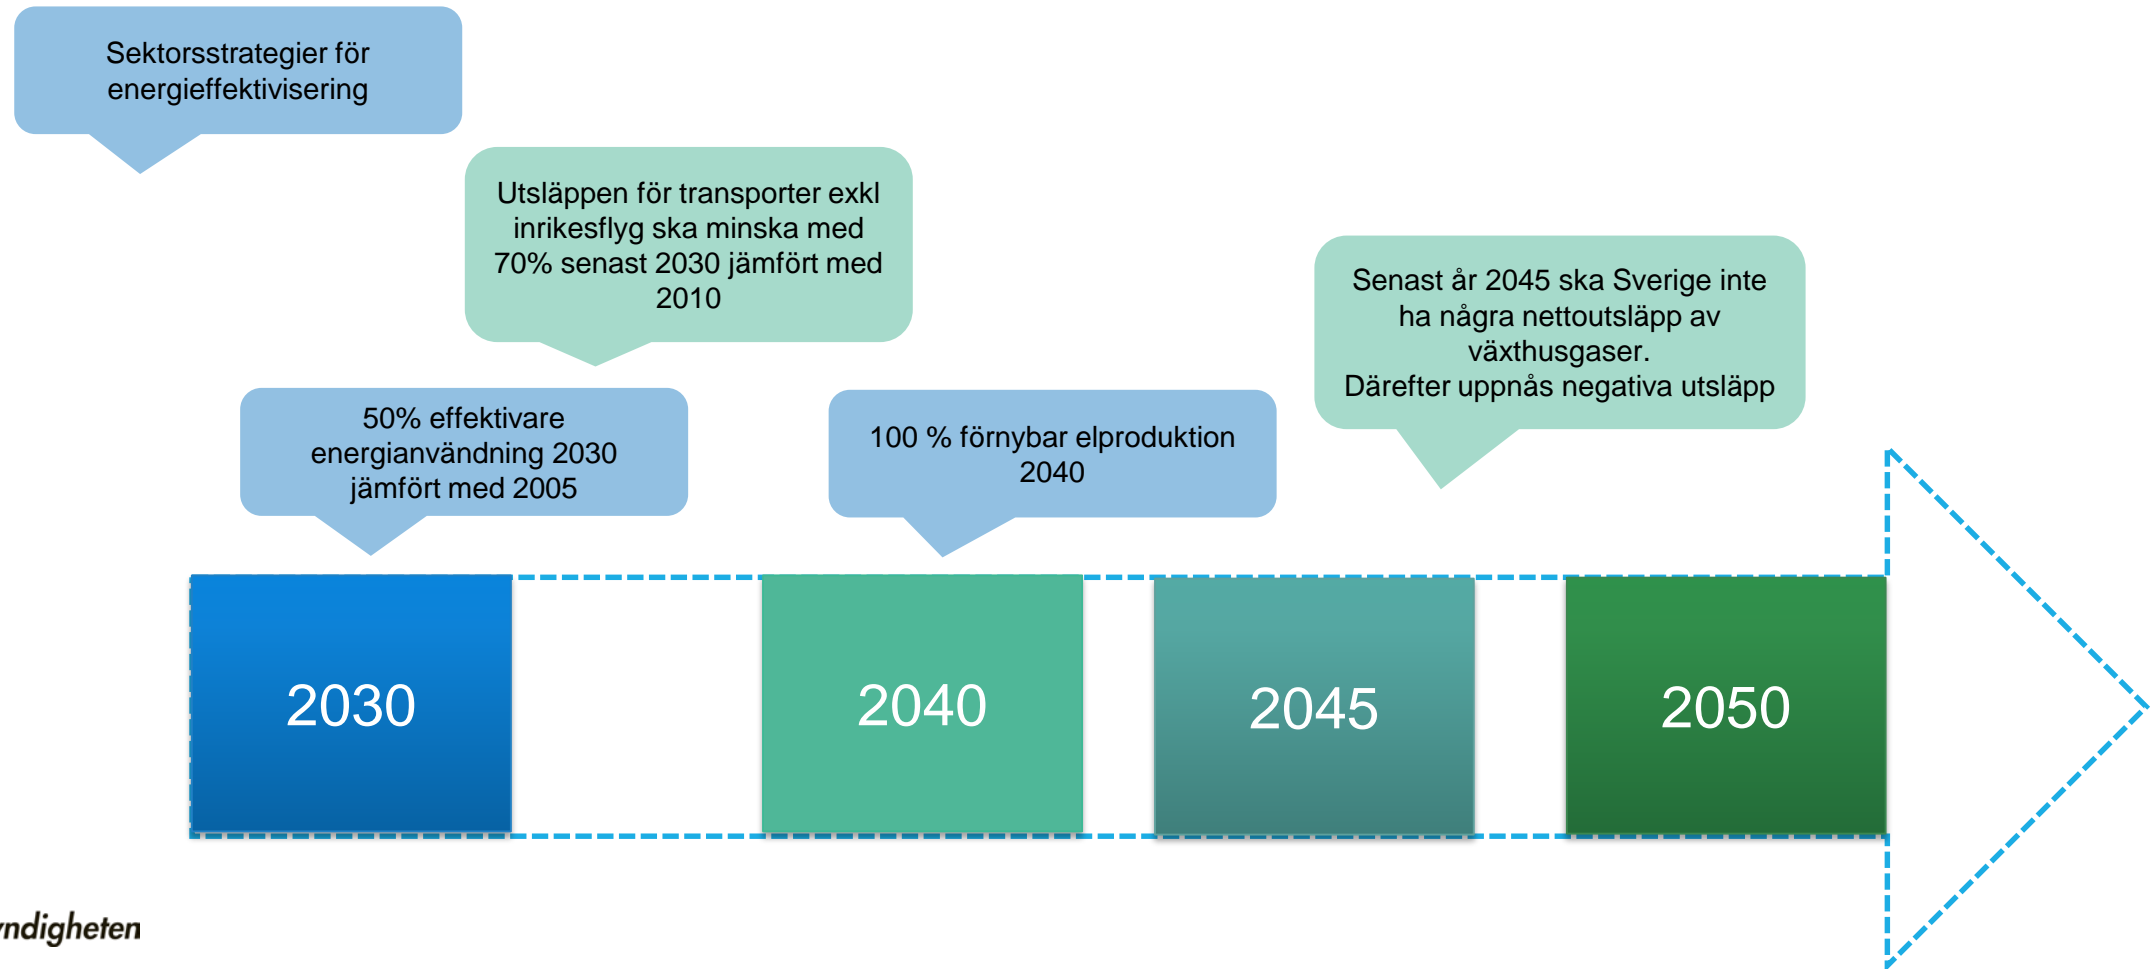 Sektorsstrategier för
energieffektivisering
Utsläppen för transporter exkl
inrikesflyg ska minska med
70% senast 2030 jämfört med
2010
Senast år 2045 ska Sverige inte
ha några nettoutsläpp av
växthusgaser.
Därefter uppnås negativa utsläpp
50% effektivare
energianvändning 2030
jämfört med 2005
100 % förnybar elproduktion
2040
2030
2040
2045
2050